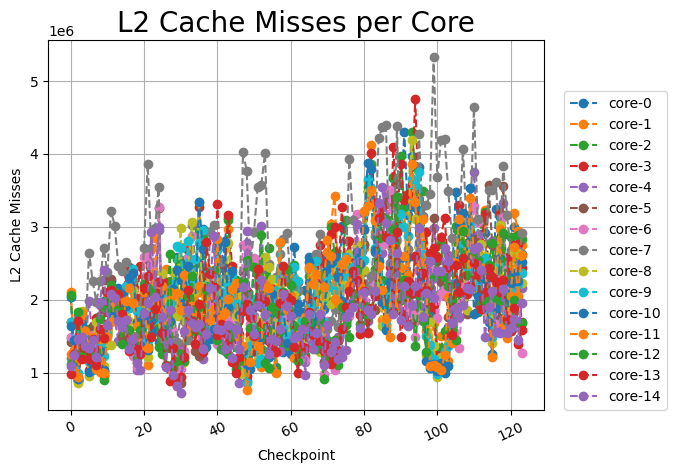 L2 Cache Misses per Core
1e6
5
4
3
2
1
L2 Cache Misses
0
20
40
60
80
100
120
Checkpoint
core-0
core-1
core-2
core-3
core-4
core-5
core-6
core-7
core-8
core-9
core-10
core-11
core-12
core-13
core-14